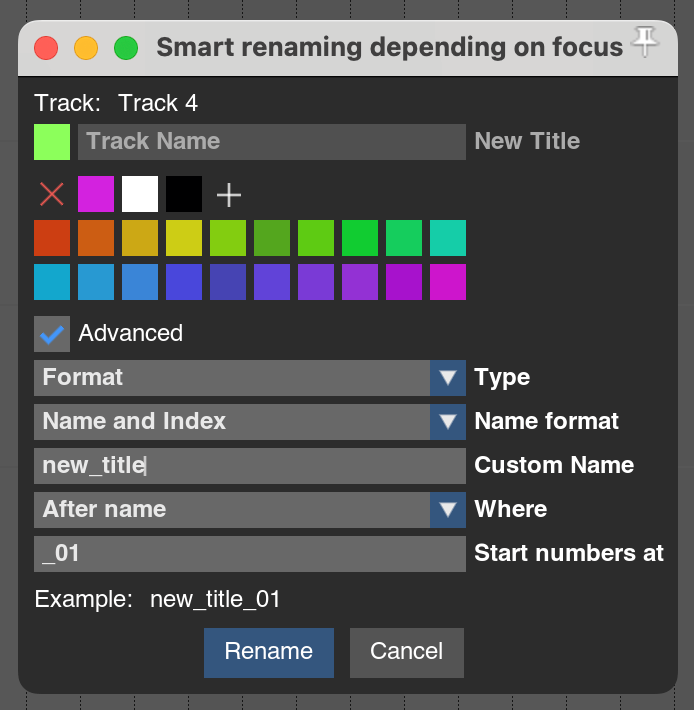 Smart renaming depending on focus
Track: Track 4
Track Name New Title
Advanced
Format Type
Name and Index Name format
new_title Custom Name
After name Where
_01 Start numbers at
Example: new_title_01
Rename Cancel